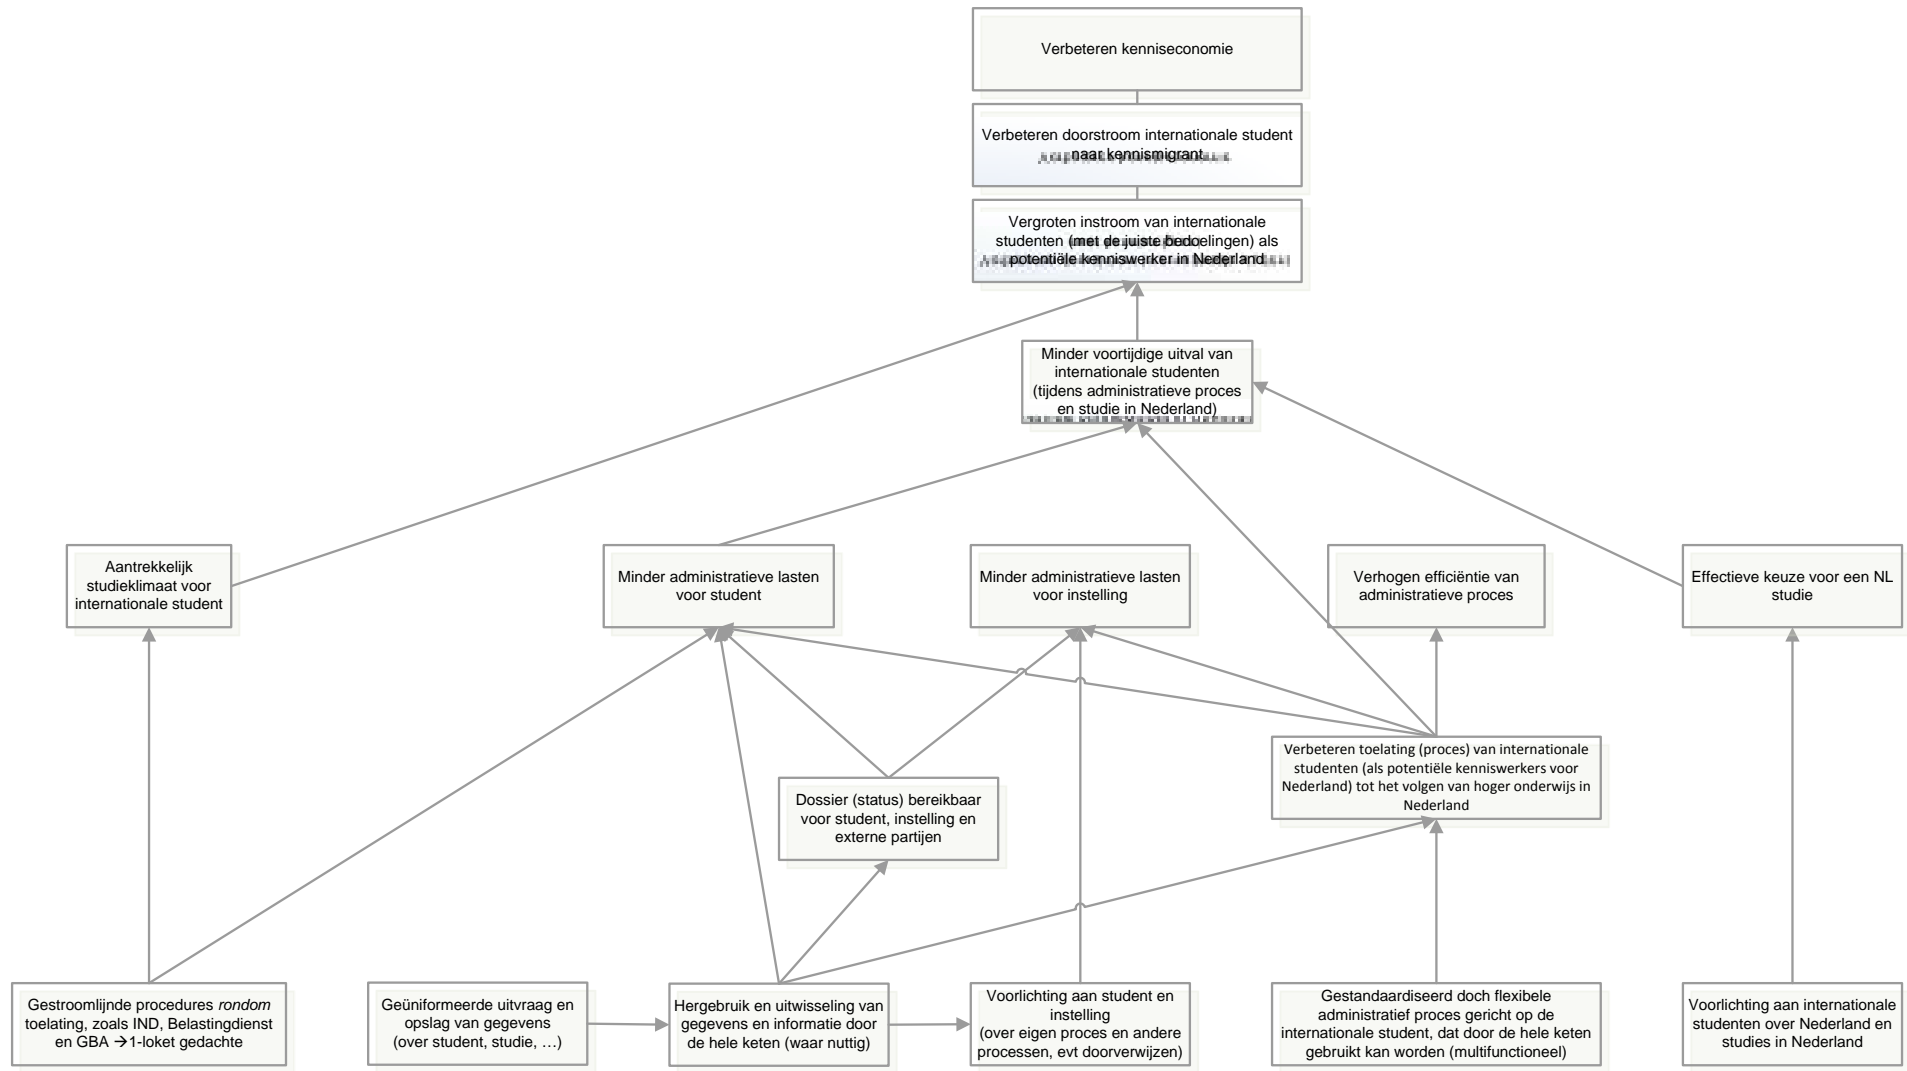 Verbeteren kenniseconomie
Verbeteren doorstroom internationale student
naar kennismigrant
Vergroten instroom van internationale
studenten (met de juiste bedoelingen) als
potentiële kenniswerker in Nederland
Minder voortijdige uitval van
internationale studenten
(tijdens administratieve proces
en studie in Nederland)
Aantrekkelijk
studieklimaat voor
internationale student
Minder administratieve lasten
voor student
Minder administratieve lasten
voor instelling
Verhogen efficiëntie van
administratieve proces
Effectieve keuze voor een NL
studie
Verbeteren toelating (proces) van internationale
studenten (als potentiële kenniswerkers voor
Nederland) tot het volgen van hoger onderwijs in
Nederland
Dossier (status) bereikbaar
voor student, instelling en
externe partijen
Gestroomlijnde procedures rondom
toelating, zoals IND, Belastingdienst
en GBA →1-loket gedachte
Geüniformeerde uitvraag en
opslag van gegevens
(over student, studie, …)
Hergebruik en uitwisseling van
gegevens en informatie door
de hele keten (waar nuttig)
Voorlichting aan student en
instelling
(over eigen proces en andere
processen, evt doorverwijzen)
Gestandaardiseerd doch flexibele
administratief proces gericht op de
internationale student, dat door de hele keten
gebruikt kan worden (multifunctioneel)
Voorlichting aan internationale
studenten over Nederland en
studies in Nederland